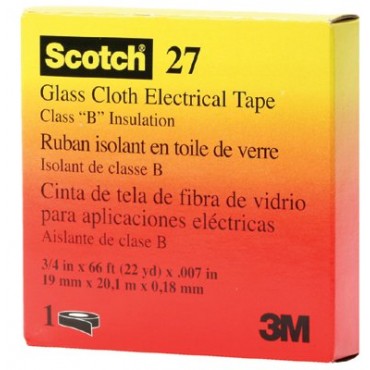 Scotch 27
Glass Cloth Electrical Tape
Class “B” Insulation
Ruban isolant en toile de verre
Isolant de classe B
Cinta de tela de fibra de vidrio
para aplicaciones eléctricas
Aislante de clase B
3/4 in x 66 ft (22 yd) x .007 in
19 mm x 20,1 m x 0,18 mm
1
3M